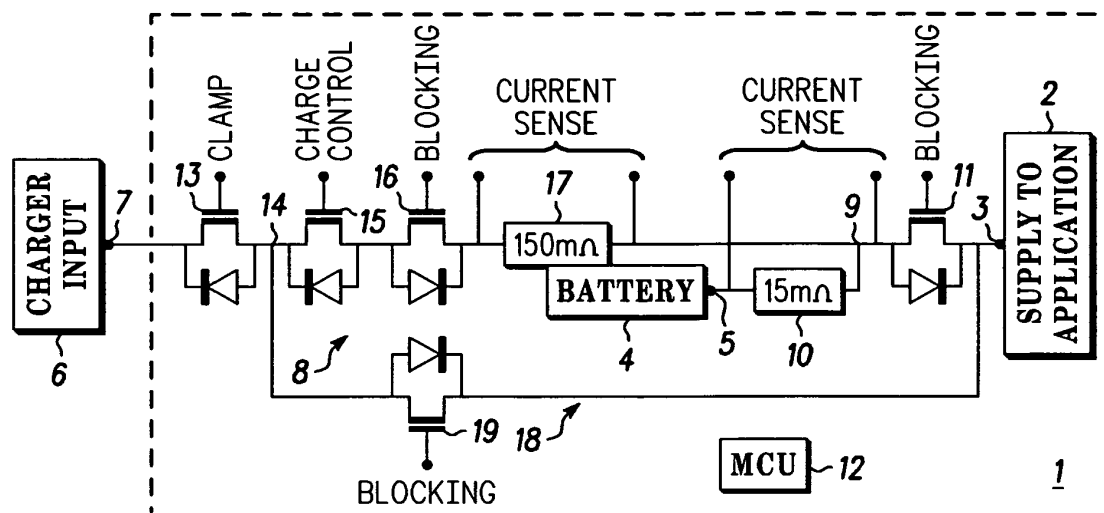 CLAMP
CHARGE
CONTROL
BLOCKING
CURRENT
SENSE
CURRENT
SENSE
BLOCKING
2
13
14
15
16
17
11
7
9
3
CHARGER
INPUT
150mΩ
BATTERY
15mΩ
SUPPLY TO
APPLICATION
6
8
4
5
10
19
18
MCU
12
BLOCKING
1